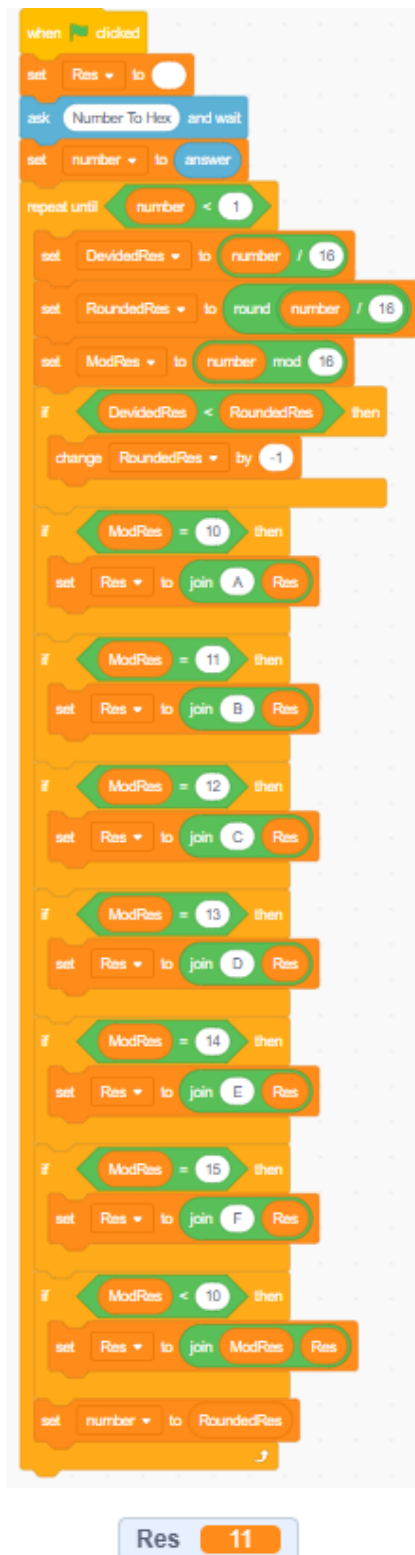 when clicked
set Res to
ask Number To Hex and wait
set number to answer
repeat until number < 1
set DevidedRes to number / 16
set RoundedRes to round number / 16
set ModRes to number mod 16
if DevidedRes < RoundedRes then
change RoundedRes by -1
if ModRes = 10 then
set Res to join A Res
if ModRes = 11 then
set Res to join B Res
if ModRes = 12 then
set Res to join C Res
if ModRes = 13 then
set Res to join D Res
if ModRes = 14 then
set Res to join E Res
if ModRes = 15 then
set Res to join F Res
if ModRes < 10 then
set Res to join ModRes Res
set number to RoundedRes
Res 11